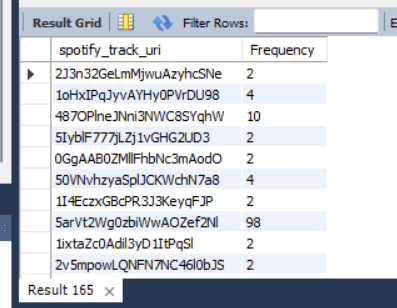 Result Grid Filter Rows: E
spotify_track_uri Frequency
2J3n32GeLmMjwuAzyhcSNe 2
1oHxIPqJyvAYHy0PVrDU98 4
487OPlneJNni3NWC8SYqhW 10
5IyblF777jLZj1vGHG2UD3 2
0GgAAB0ZMllFhbNc3mAodO 2
50VNvhzyaSplJCKWchN7a8 4
1I4EczxGBcPR3J3KeyqFJP 2
5arVt2Wg0zbiWwAOZef2Nl 98
1ixtaZc0Adil3yD1ItPqSl 2
2v5mpowLQNFN7NC46l0bJS 2
Result 165